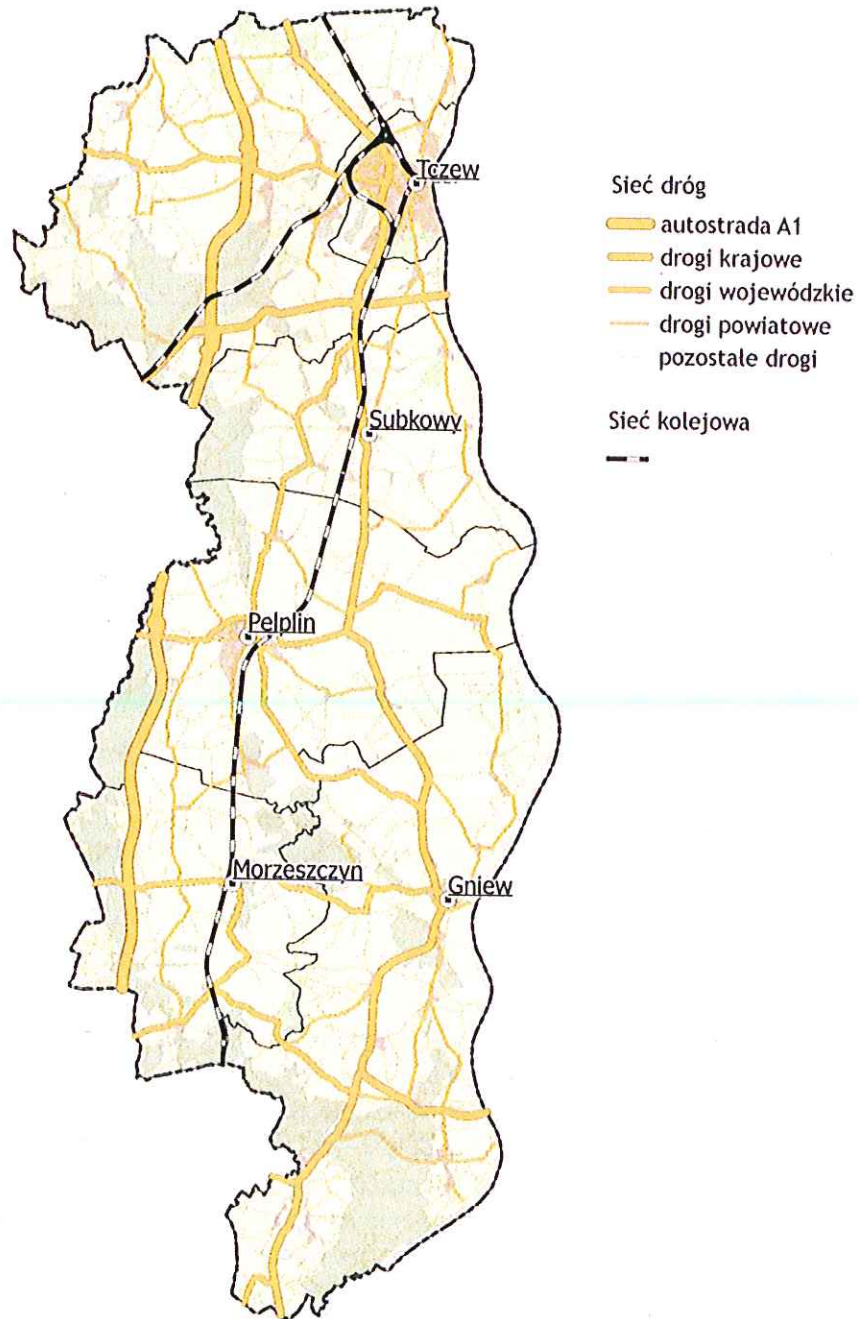 Tczew
Sieć dróg
autostrada A1
drogi krajowe
drogi wojewódzkie
drogi powiatowe
pozostałe drogi
Subkowy
Sieć kolejowa
Pelplin
Morzeszczyn
Gniew